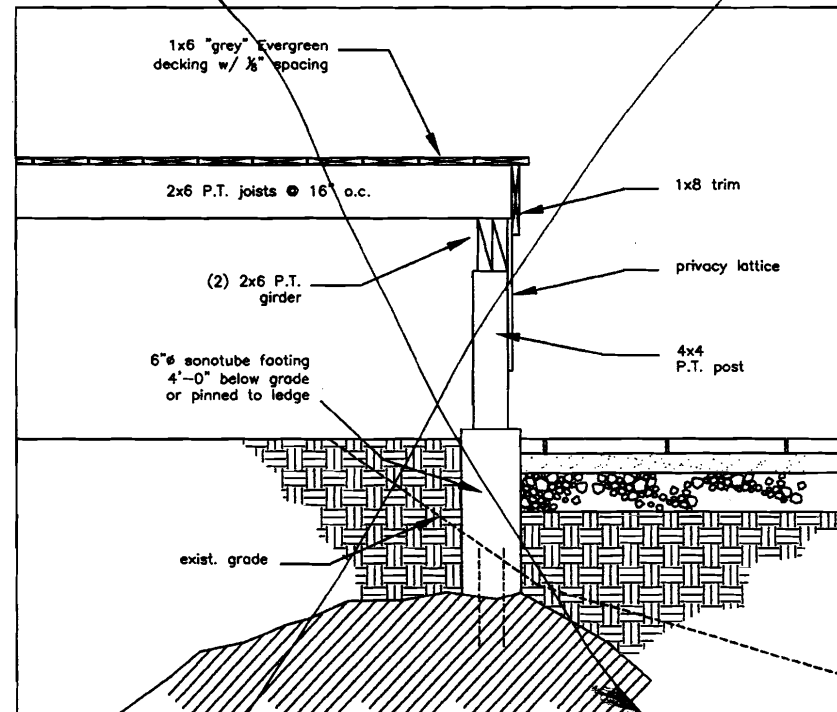 1x6 "grey" Evergreen
decking w/ ⅛" spacing
2x6 P.T. joists @ 16" o.c.
1x8 trim
(2) 2x6 P.T.
girder
privacy lattice
6"ø sonotube footing
4'-0" below grade
or pinned to ledge
4x4
P.T. post
exist. grade